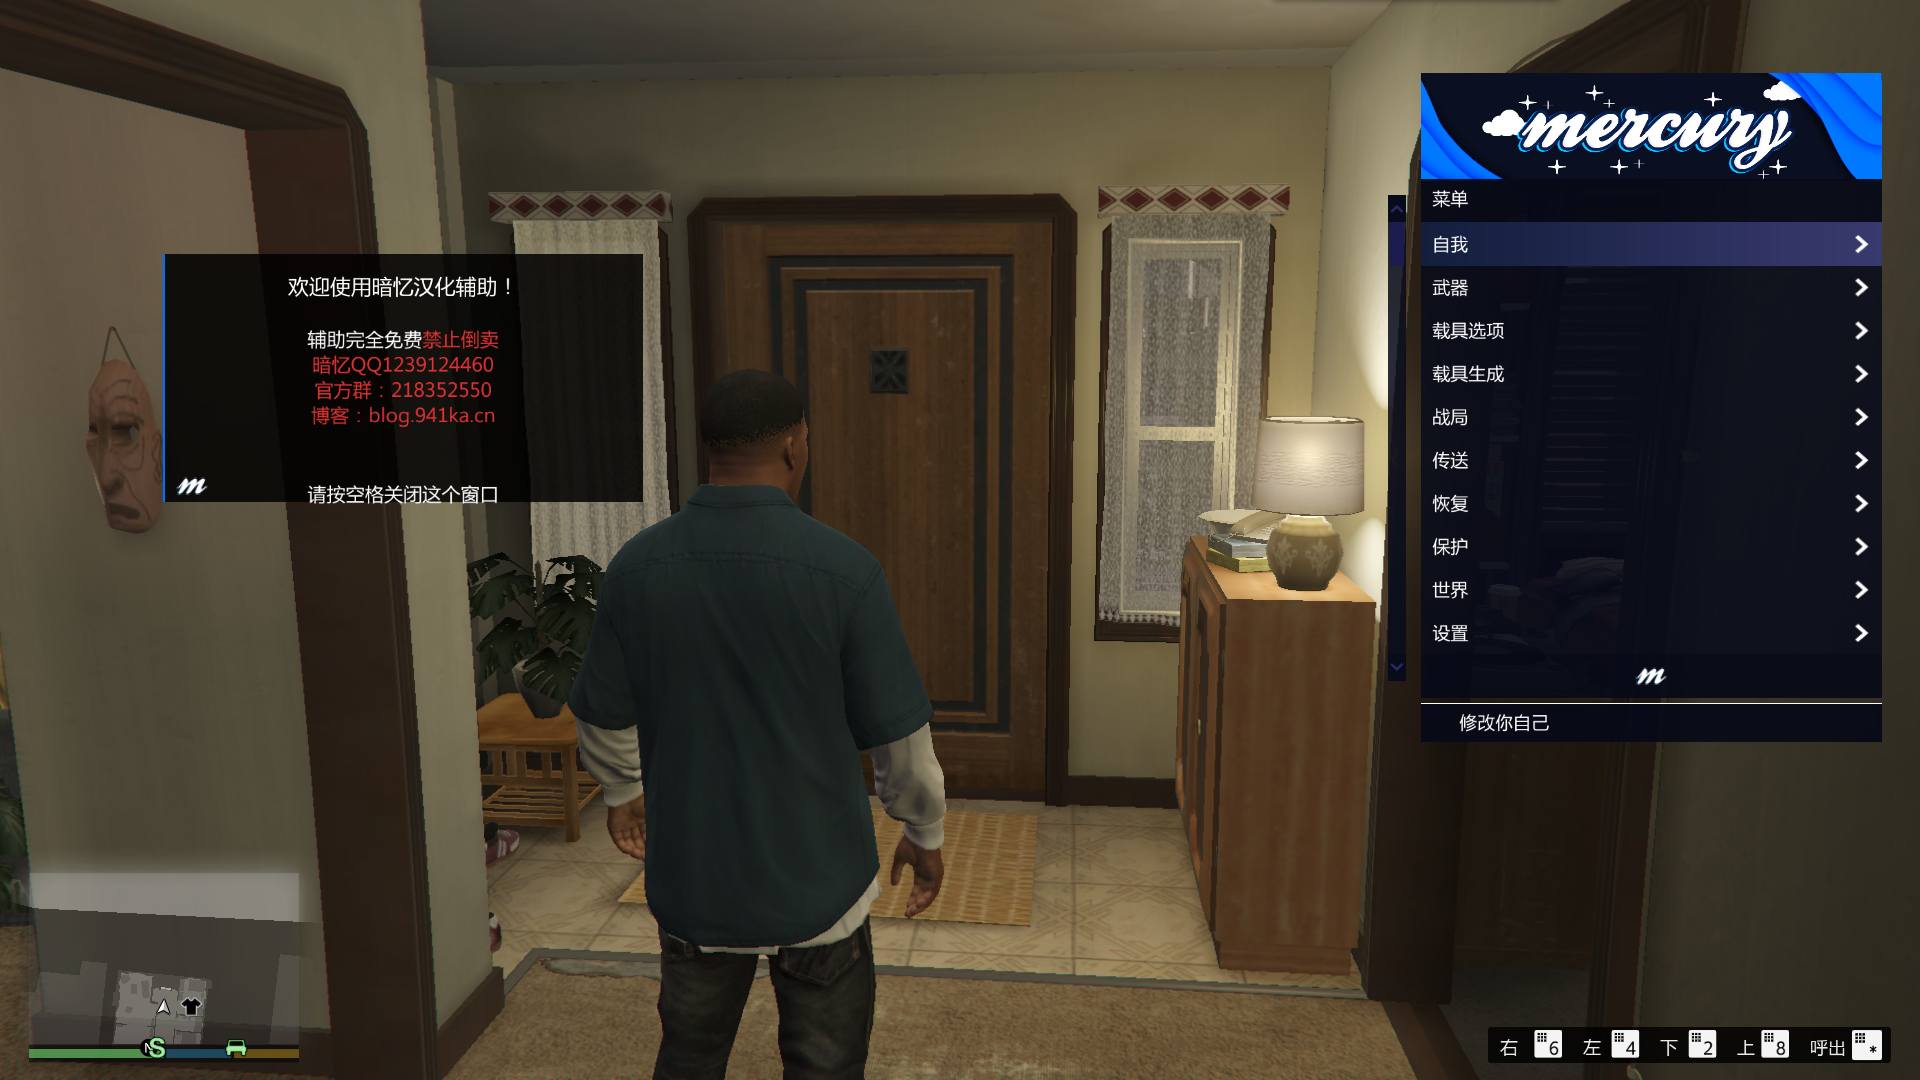 欢迎使用暗忆汉化辅助！
辅助完全免费禁止倒卖
暗忆QQ1239124460
官方群：218352550
博客：blog.941ka.cn
m
请按空格关闭这个窗口
mercury
菜单
自我
武器
载具选项
载具生成
战局
传送
恢复
保护
世界
设置
m
修改你自己
N S
右 6 左 4 下 2 上 8 呼出 *